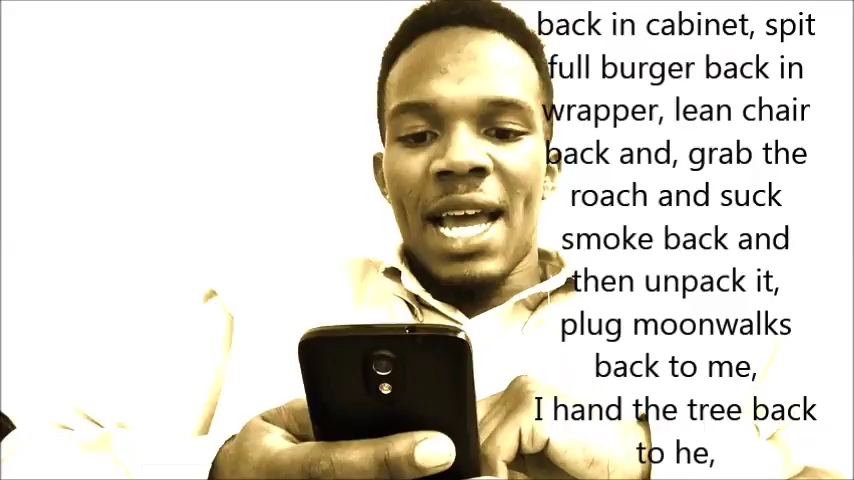 back in cabinet, spit
full burger back in
wrapper, lean chair
back and, grab the
roach and suck
smoke back and
then unpack it,
plug moonwalks
back to me,
I hand the tree back
to he,